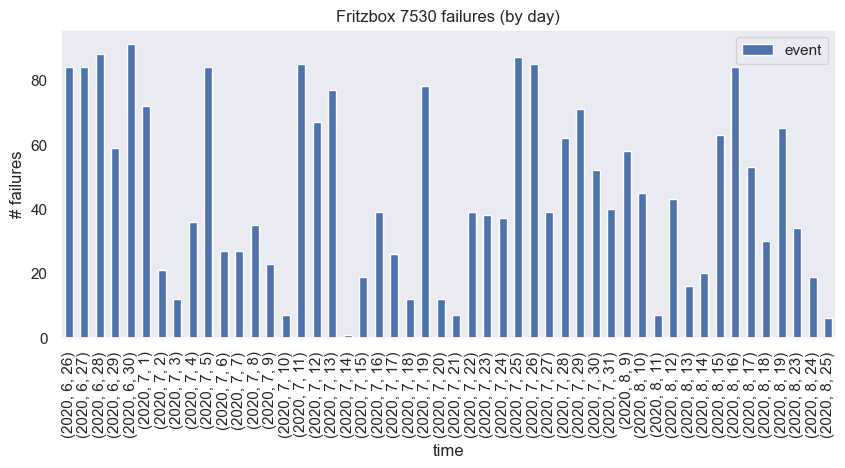 Fritzbox 7530 failures (by day)
event
# failures
80
60
40
20
0
(2020, 6, 26)
(2020, 6, 27)
(2020, 6, 28)
(2020, 6, 29)
(2020, 6, 30)
(2020, 7, 1)
(2020, 7, 2)
(2020, 7, 3)
(2020, 7, 4)
(2020, 7, 5)
(2020, 7, 6)
(2020, 7, 7)
(2020, 7, 8)
(2020, 7, 9)
(2020, 7, 10)
(2020, 7, 11)
(2020, 7, 12)
(2020, 7, 13)
(2020, 7, 14)
(2020, 7, 15)
(2020, 7, 16)
(2020, 7, 17)
(2020, 7, 18)
(2020, 7, 19)
(2020, 7, 20)
(2020, 7, 21)
(2020, 7, 22)
(2020, 7, 23)
(2020, 7, 24)
(2020, 7, 25)
(2020, 7, 26)
(2020, 7, 27)
(2020, 7, 28)
(2020, 7, 29)
(2020, 7, 30)
(2020, 7, 31)
(2020, 8, 9)
(2020, 8, 10)
(2020, 8, 11)
(2020, 8, 12)
(2020, 8, 13)
(2020, 8, 14)
(2020, 8, 15)
(2020, 8, 16)
(2020, 8, 17)
(2020, 8, 18)
(2020, 8, 19)
(2020, 8, 23)
(2020, 8, 24)
(2020, 8, 25)
time